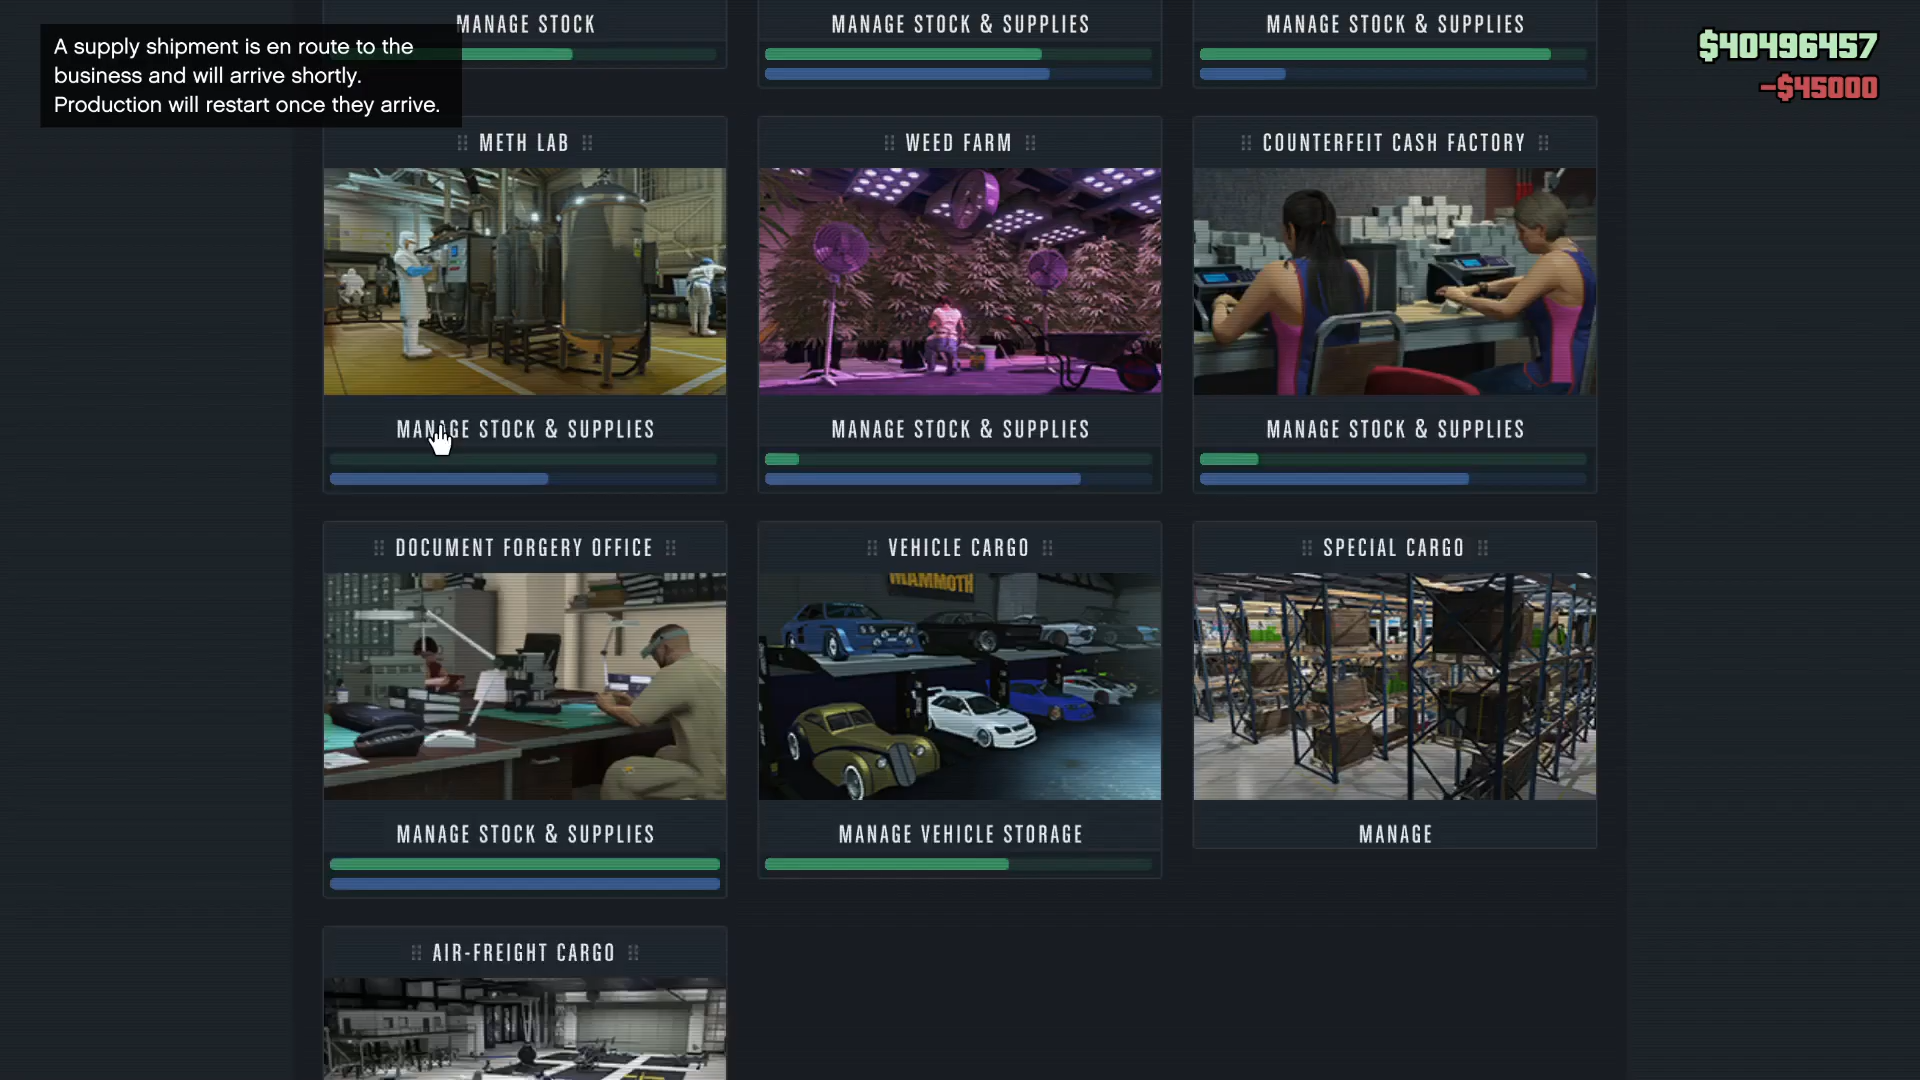 A supply shipment is en route to the
business and will arrive shortly.
Production will restart once they arrive.
MANAGE STOCK
MANAGE STOCK & SUPPLIES
MANAGE STOCK & SUPPLIES
$40496457
-$45000
METH LAB
WEED FARM
COUNTERFEIT CASH FACTORY
MANAGE STOCK & SUPPLIES
MANAGE STOCK & SUPPLIES
MANAGE STOCK & SUPPLIES
DOCUMENT FORGERY OFFICE
VEHICLE CARGO
SPECIAL CARGO
MAMMOTH
MANAGE STOCK & SUPPLIES
MANAGE VEHICLE STORAGE
MANAGE
AIR-FREIGHT CARGO